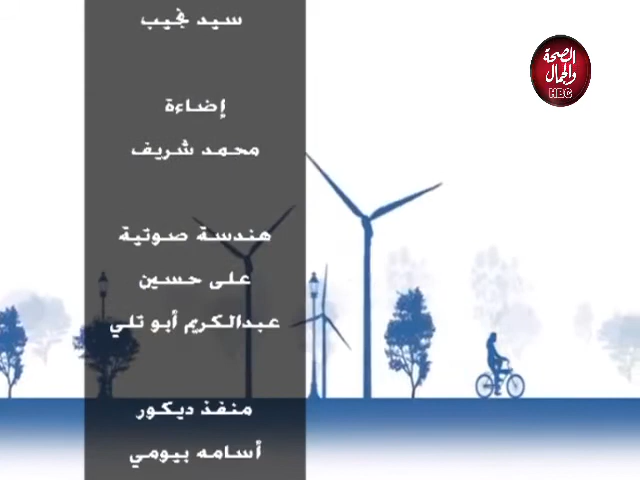 سيد نجيب
الصحة
والجمال
HBC
إضاءة
محمد شريف
هندسة صوتية
على حسين
عبدالكريم أبو تلي
منفذ ديكور
أسامه بيومي